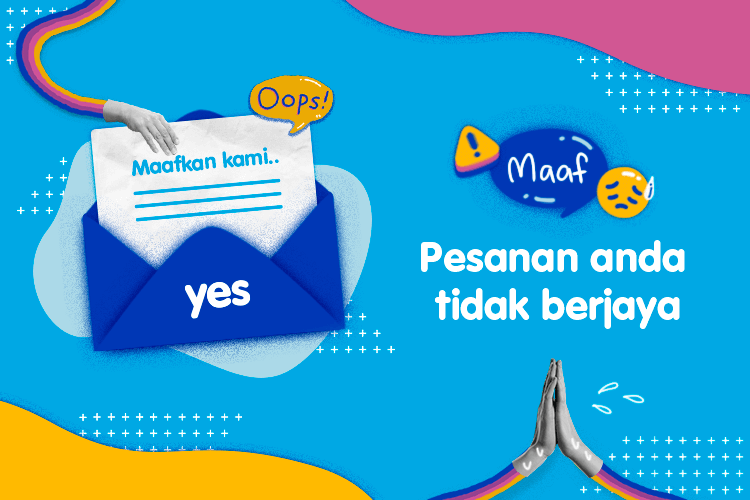 Oops!
Maafkan kami..
yes
Maaf
Pesanan anda
tidak berjaya